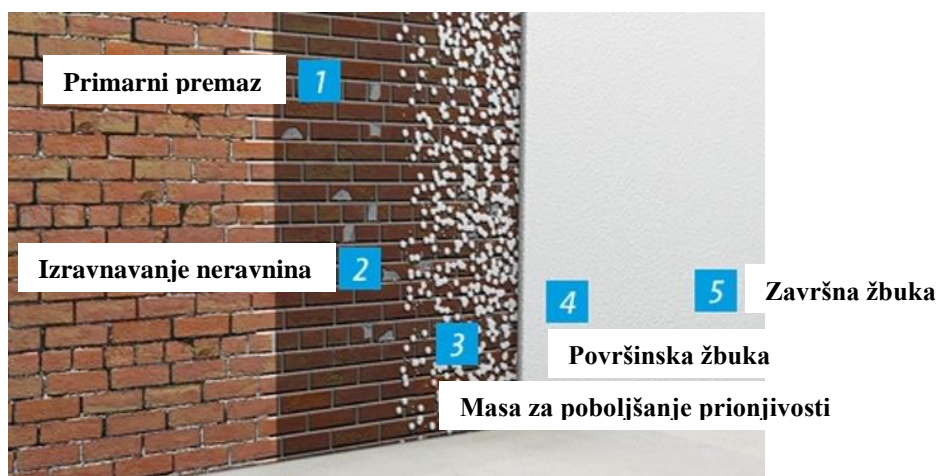 Primarni premaz 1
Izravnavanje neravnina 2
3
Masa za poboljšanje prionjivosti
4
Površinska žbuka
5 Završna žbuka